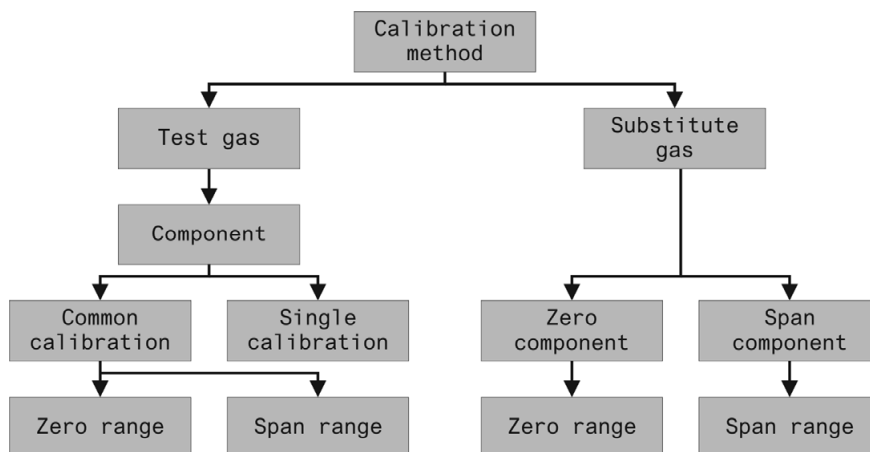 Calibration
method
Test gas
Substitute
gas
Component
Common
calibration
Single
calibration
Zero
component
Span
component
Zero range
Span range
Zero range
Span range